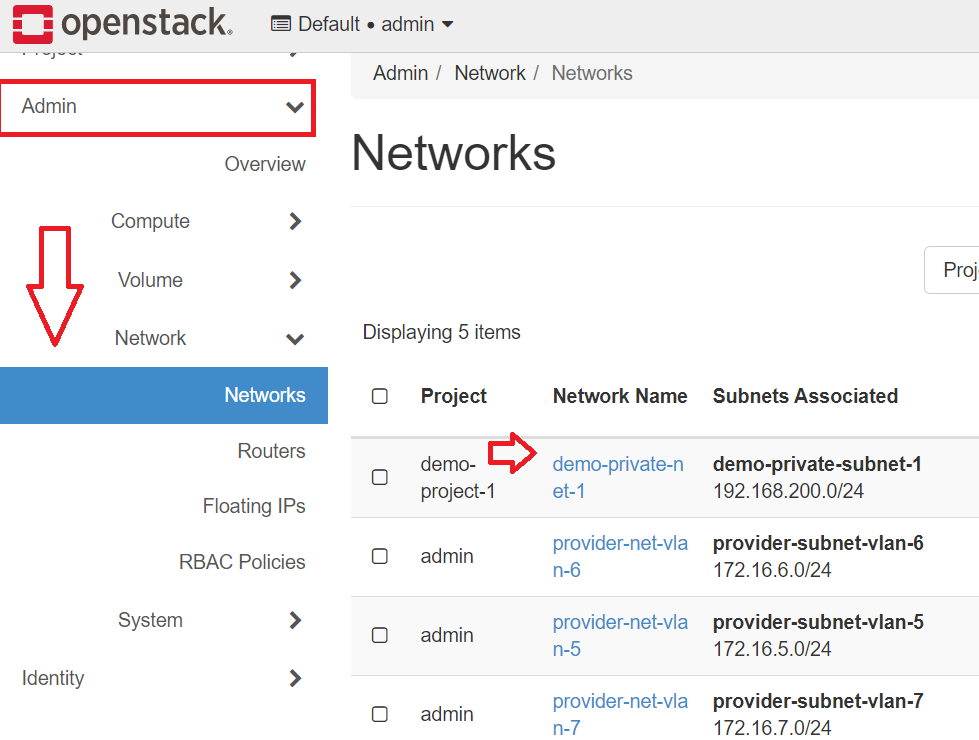 openstack.
Default • admin
Project
Admin
Overview
Compute
Volume
Network
Networks
Routers
Floating IPs
RBAC Policies
System
Identity
Admin / Network / Networks
Networks
Proj
Displaying 5 items
Project Network Name Subnets Associated
demo- demo-private-n demo-private-subnet-1
project-1 et-1 192.168.200.0/24
provider-net-vla provider-subnet-vlan-6
admin
n-6 172.16.6.0/24
provider-net-vla provider-subnet-vlan-5
admin
n-5 172.16.5.0/24
provider-net-vla provider-subnet-vlan-7
admin
n-7 172.16.7.0/24